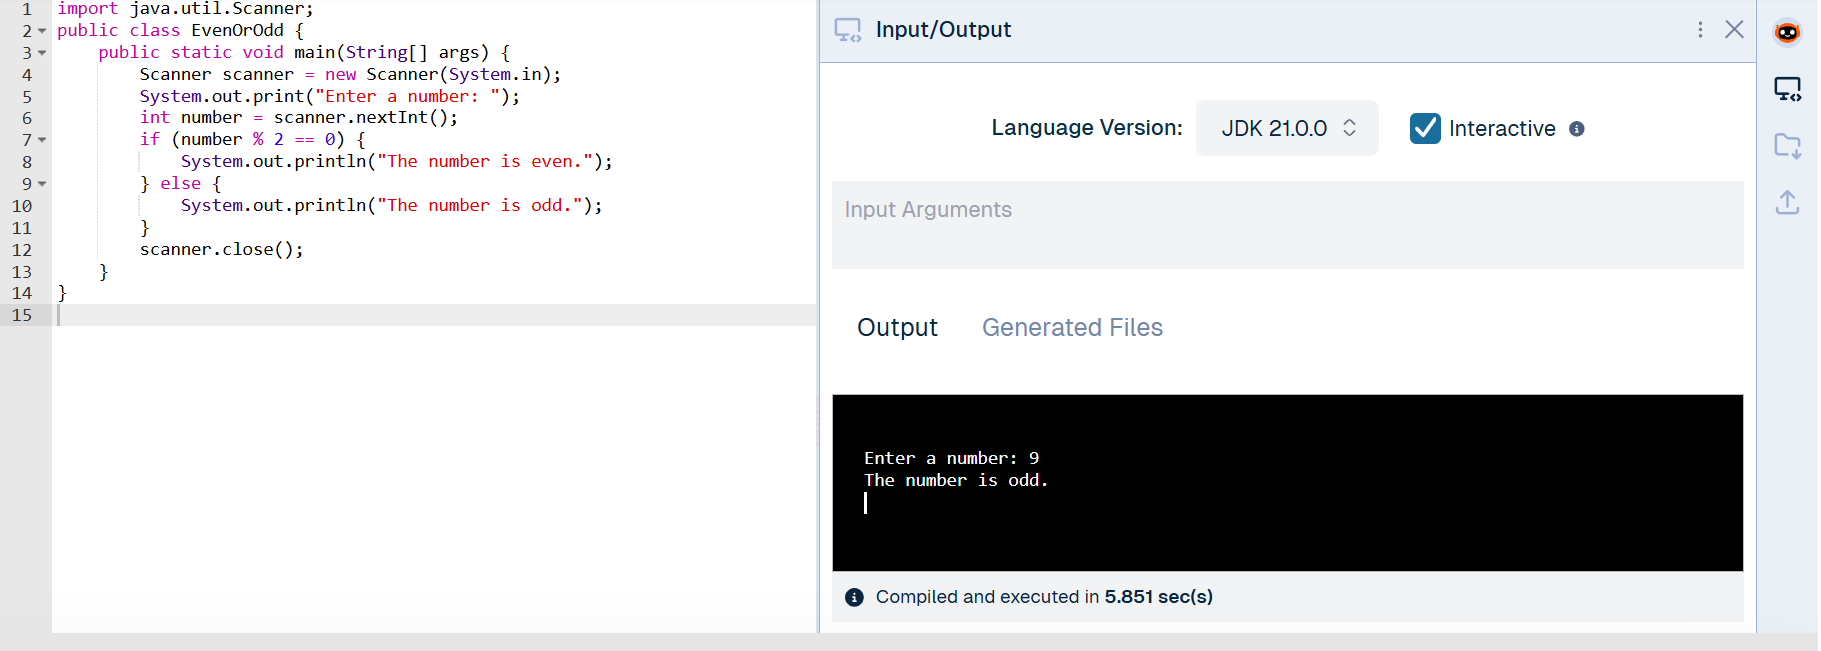 1 import java.util.Scanner;
2 public class EvenOrOdd {
3     public static void main(String[] args) {
4         Scanner scanner = new Scanner(System.in);
5         System.out.print("Enter a number: ");
6         int number = scanner.nextInt();
7         if (number % 2 == 0) {
8             System.out.println("The number is even.");
9         } else {
10             System.out.println("The number is odd.");
11         }
12         scanner.close();
13     }
14 }
15
Input/Output
Language Version: JDK 21.0.0 Interactive
Input Arguments
Output Generated Files
Enter a number: 9
The number is odd.
Compiled and executed in 5.851 sec(s)